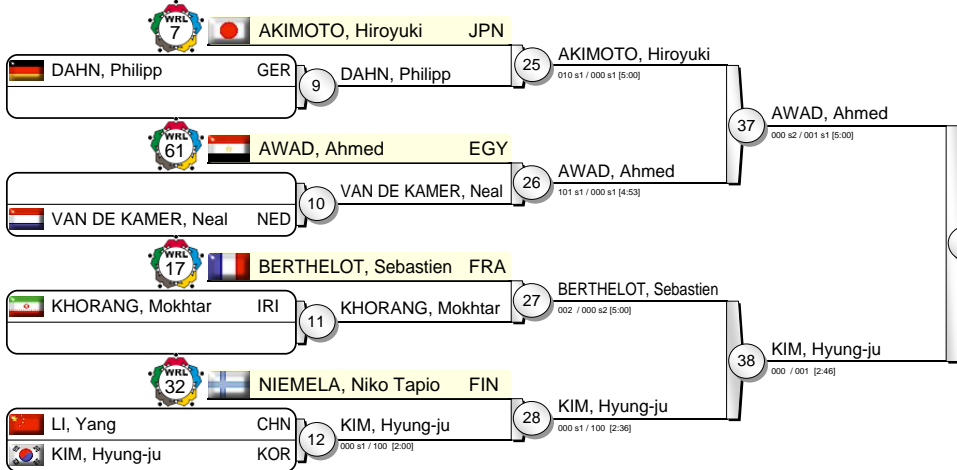 WRL
7
AKIMOTO, Hiroyuki JPN
DAHN, Philipp GER
9
DAHN, Philipp
25
AKIMOTO, Hiroyuki
010 s1 / 000 s1 [5:00]
WRL
61
AWAD, Ahmed EGY
VAN DE KAMER, Neal NED
10
VAN DE KAMER, Neal
26
AWAD, Ahmed
101 s1 / 000 s1 [4:53]
37
AWAD, Ahmed
000 s2 / 001 s1 [5:00]
WRL
17
BERTHELOT, Sebastien FRA
KHORANG, Mokhtar IRI
11
KHORANG, Mokhtar
27
BERTHELOT, Sebastien
002 / 000 s2 [5:00]
WRL
32
NIEMELA, Niko Tapio FIN
LI, Yang CHN
KIM, Hyung-ju KOR
12
KIM, Hyung-ju
000 s1 / 100 [2:00]
28
KIM, Hyung-ju
000 s1 / 100 [2:36]
38
KIM, Hyung-ju
000 / 001 [2:46]